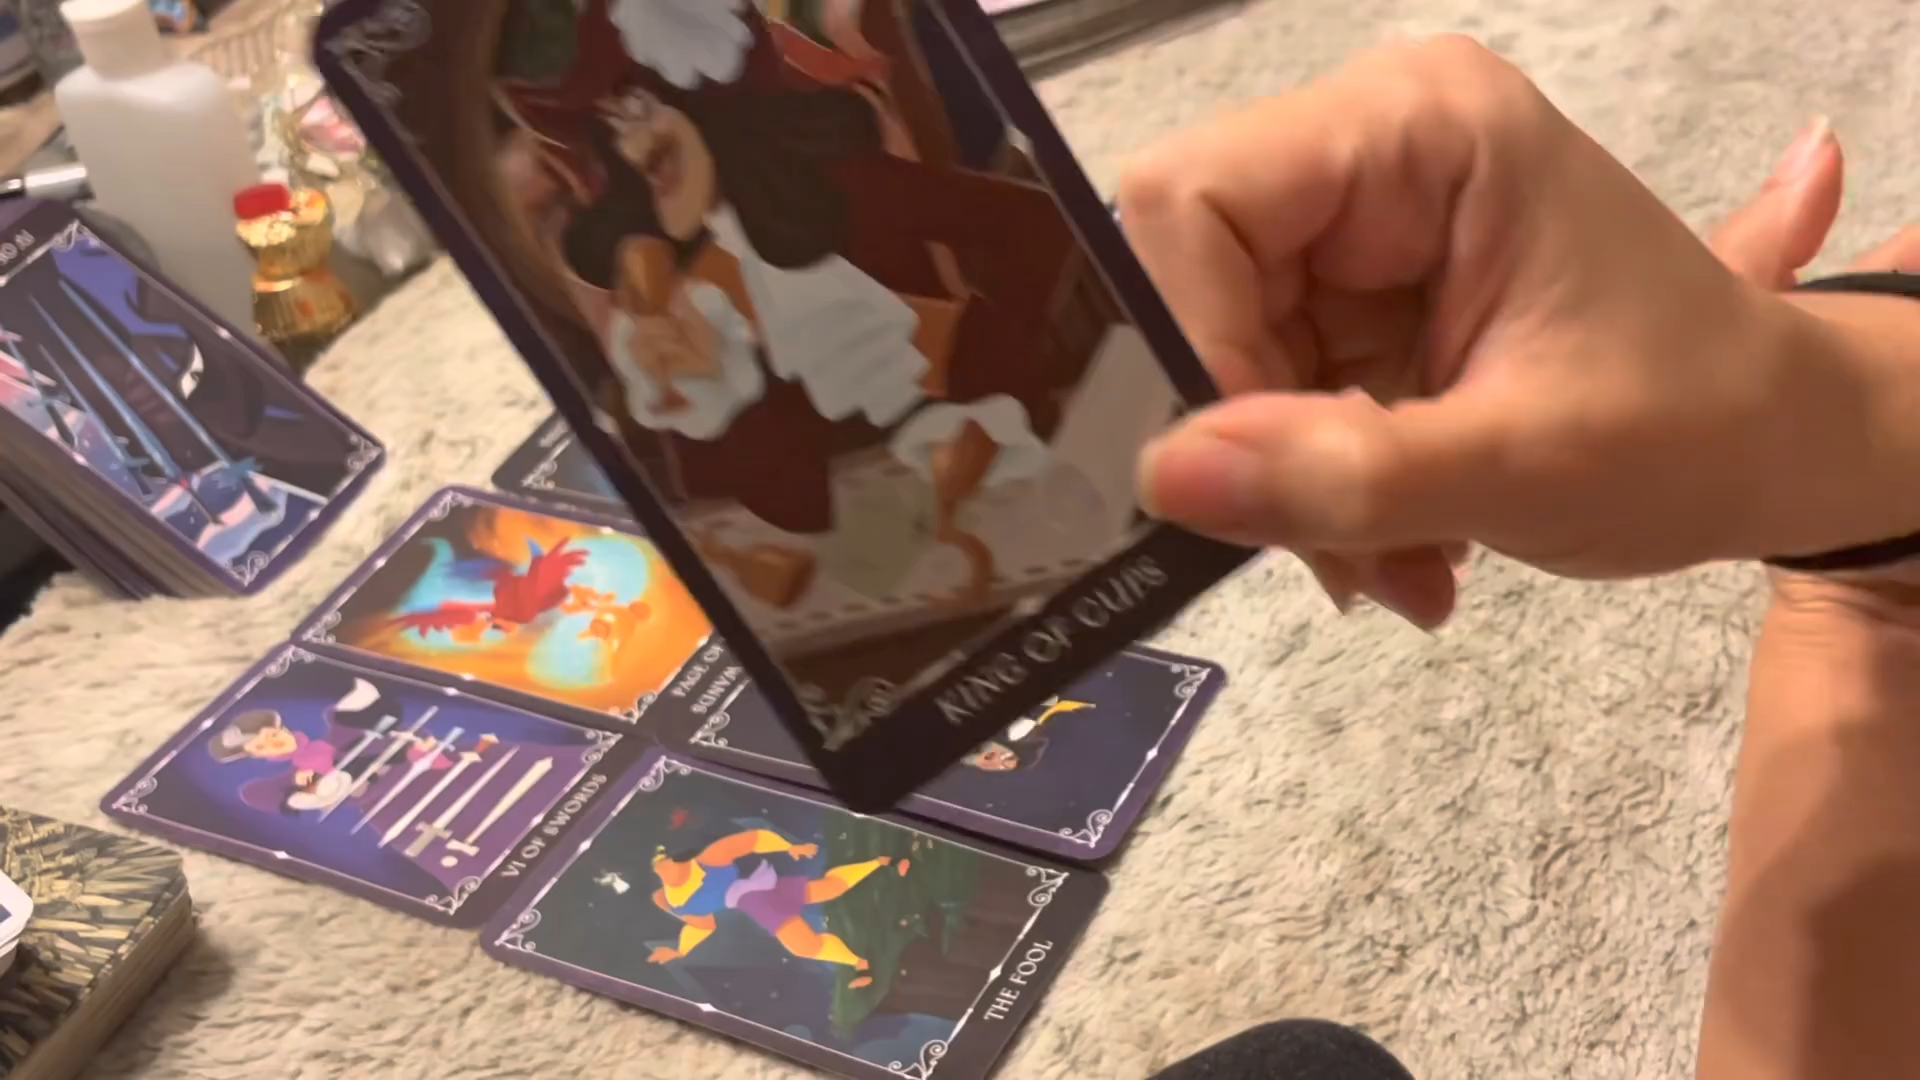 KING OF CUPS
PAGE OF
WANDS
VI OF SWORDS
THE FOOL